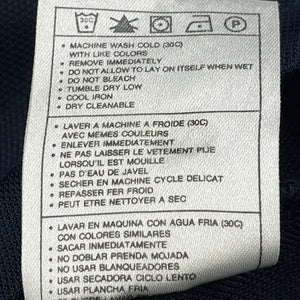 30C P
• MACHINE WASH COLD (30C)
WITH LIKE COLORS
• REMOVE IMMEDIATELY
• DO NOT ALLOW TO LAY ON ITSELF WHEN WET
• DO NOT BLEACH
• TUMBLE DRY LOW
• COOL IRON
• DRY CLEANABLE
• LAVER A MACHINE A FROIDE (30C)
AVEC MEMES COULEURS
• ENLEVER IMMEDIATEMENT
• NE PAS LAISSER LE VETEMENT PLIE
LORSQU'IL EST MOUILLE
• PAS D'EAU DE JAVEL
• SECHER EN MACHINE CYCLE DELICAT
• REPASSER FER FROID
• PEUT ETRE NETTOYER A SEC
• LAVAR EN MAQUINA CON AGUA FRIA (30C)
CON COLORES SIMILARES
• SACAR INMEDIATAMENTE
• NO DOBLAR PRENDA MOJADA
• NO USAR BLANQUEADORES
• USAR SECADORA CICLO LENTO
• USAR PLANCHA FRIA